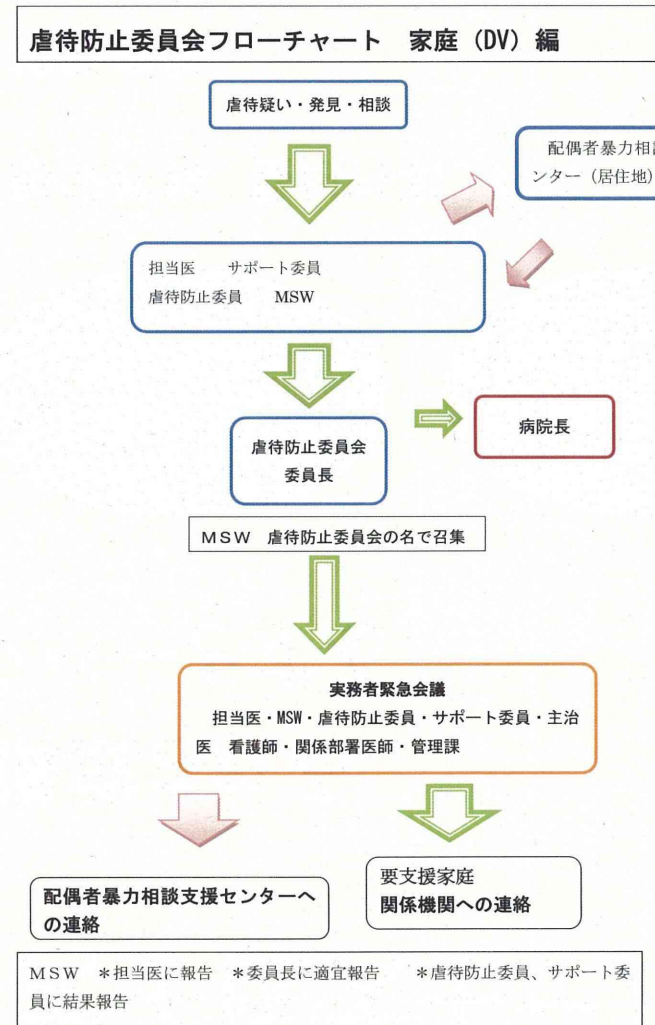 虐待防止委員会フローチャート 家庭(DV)編
虐待疑い・発見・相談
配偶者暴力相
ンター(居住地)
担当医 サポート委員
虐待防止委員 MSW
虐待防止委員会
委員長
病院長
MSW 虐待防止委員会の名で召集
実務者緊急会議
担当医・MSW・虐待防止委員・サポート委員・主治
医 看護師・関係部署医師・管理課
配偶者暴力相談支援センターへ
の連絡
要支援家庭
関係機関への連絡
MSW *担当医に報告 *委員長に適宜報告 *虐待防止委員、サポート委
員に結果報告